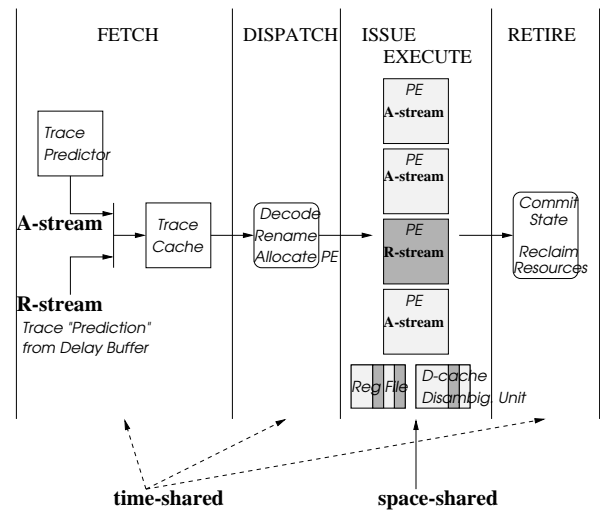 FETCH
DISPATCH
ISSUE
EXECUTE
RETIRE
Trace
Predictor
A-stream
R-stream
Trace "Prediction"
from Delay Buffer
Trace
Cache
Decode
Rename
Allocate PE
PE
A-stream
PE
A-stream
PE
R-stream
PE
A-stream
Reg File
D-cache
Disambig. Unit
Commit
State
Reclaim
Resources
time-shared
space-shared